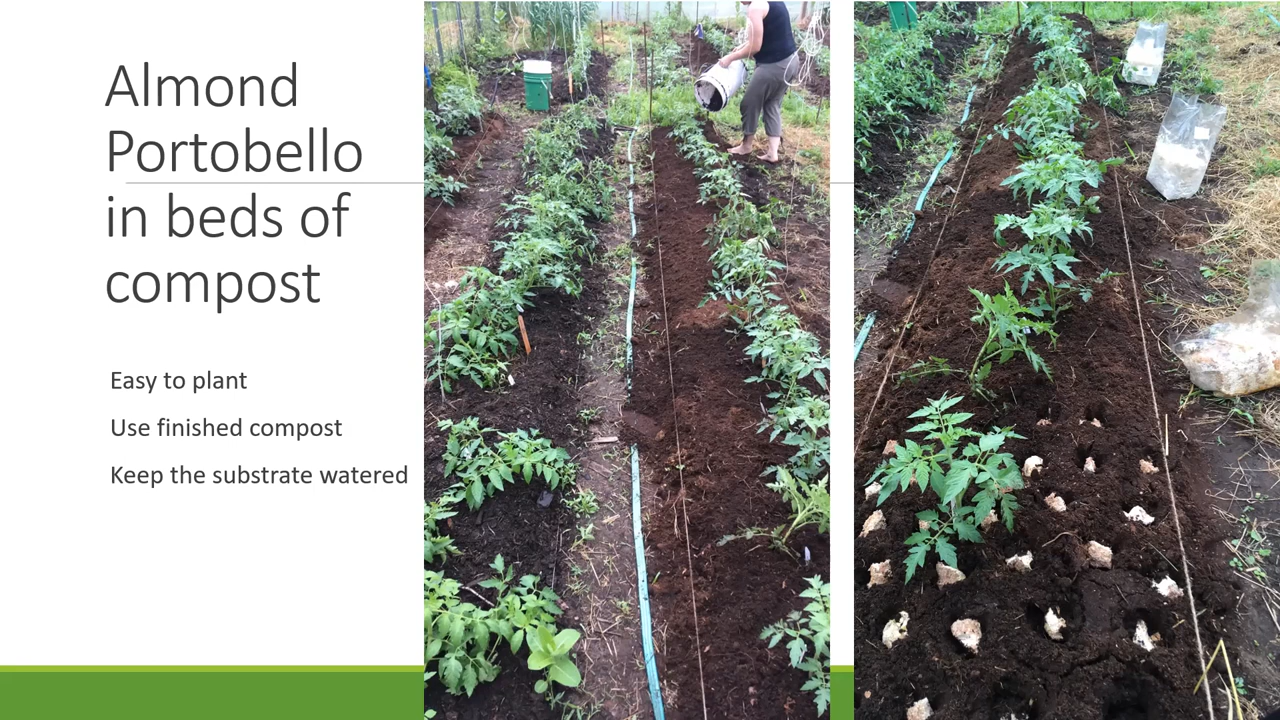 Almond
Portobello
in beds of
compost
Easy to plant
Use finished compost
Keep the substrate watered